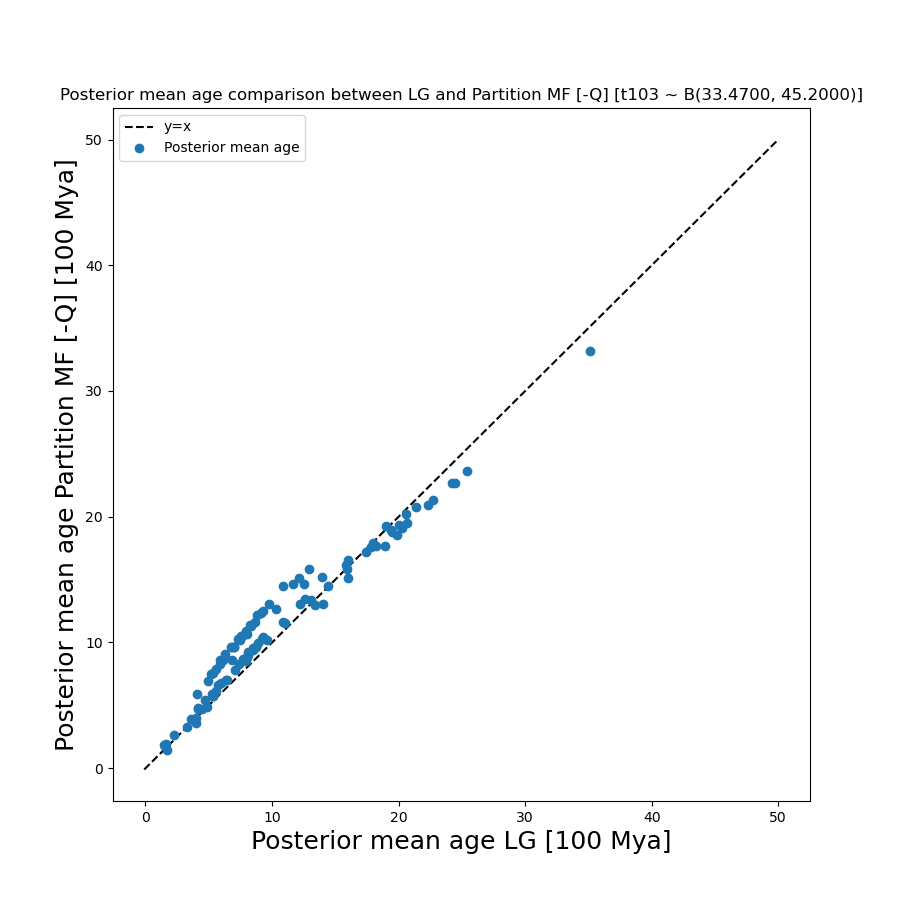 Posterior mean age comparison between LG and Partition MF [-Q] [t103 ~ B(33.4700, 45.2000)]
y=x
Posterior mean age
50
40
30
20
10
0
Posterior mean age Partition MF [-Q] [100 Mya]
0 10 20 30 40 50
Posterior mean age LG [100 Mya]